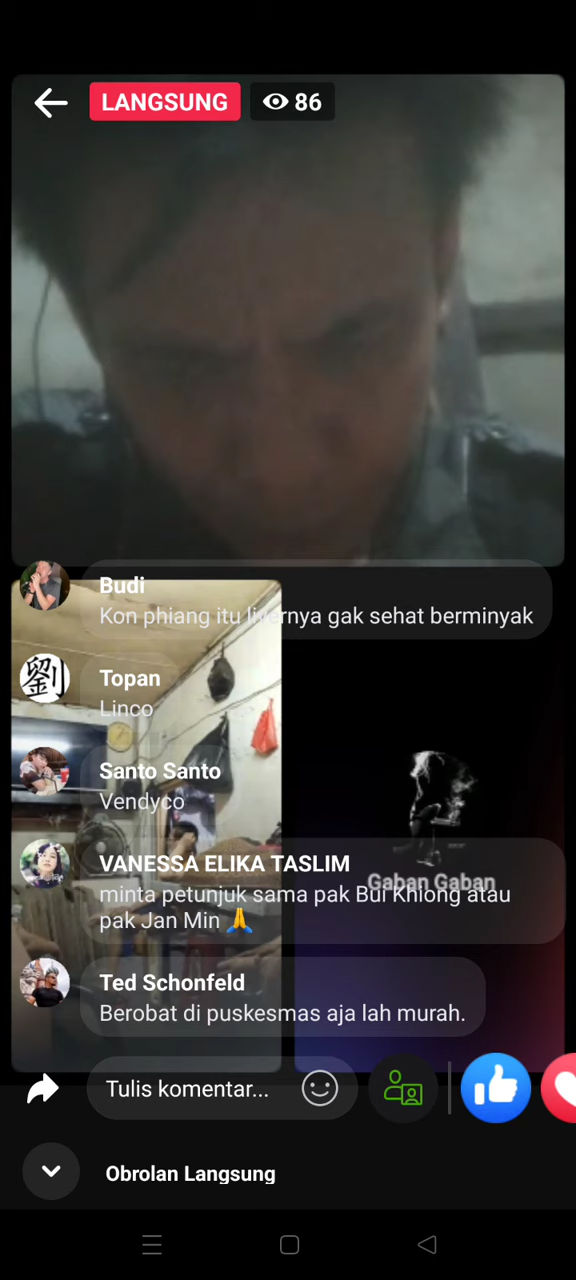 LANGSUNG
86
Budi
Kon phiang itu livernya gak sehat berminyak
劉
Topan
Linco
Santo Santo
Vendyco
VANESSA ELIKA TASLIM
Gaban Gaban
minta petunjuk sama pak Bui Khiong atau
pak Jan Min 🙏
Ted Schonfeld
Berobat di puskesmas aja lah murah.
Tulis komentar...
Obrolan Langsung